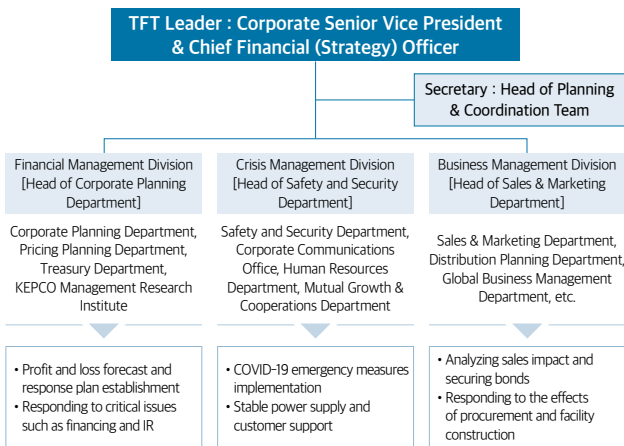 TFT Leader : Corporate Senior Vice President
& Chief Financial (Strategy) Officer
Secretary : Head of Planning
& Coordination Team
Financial Management Division
[Head of Corporate Planning
Department]
Corporate Planning Department,
Pricing Planning Department,
Treasury Department,
KEPCO Management Research
Institute
• Profit and loss forecast and
response plan establishment
• Responding to critical issues
such as financing and IR
Crisis Management Division
[Head of Safety and Security
Department]
Safety and Security Department,
Corporate Communications
Office, Human Resources
Department, Mutual Growth &
Cooperations Department
• COVID-19 emergency measures
implementation
• Stable power supply and
customer support
Business Management Division
[Head of Sales & Marketing
Department]
Sales & Marketing Department,
Distribution Planning Department,
Global Business Management
Department, etc.
• Analyzing sales impact and
securing bonds
• Responding to the effects
of procurement and facility
construction